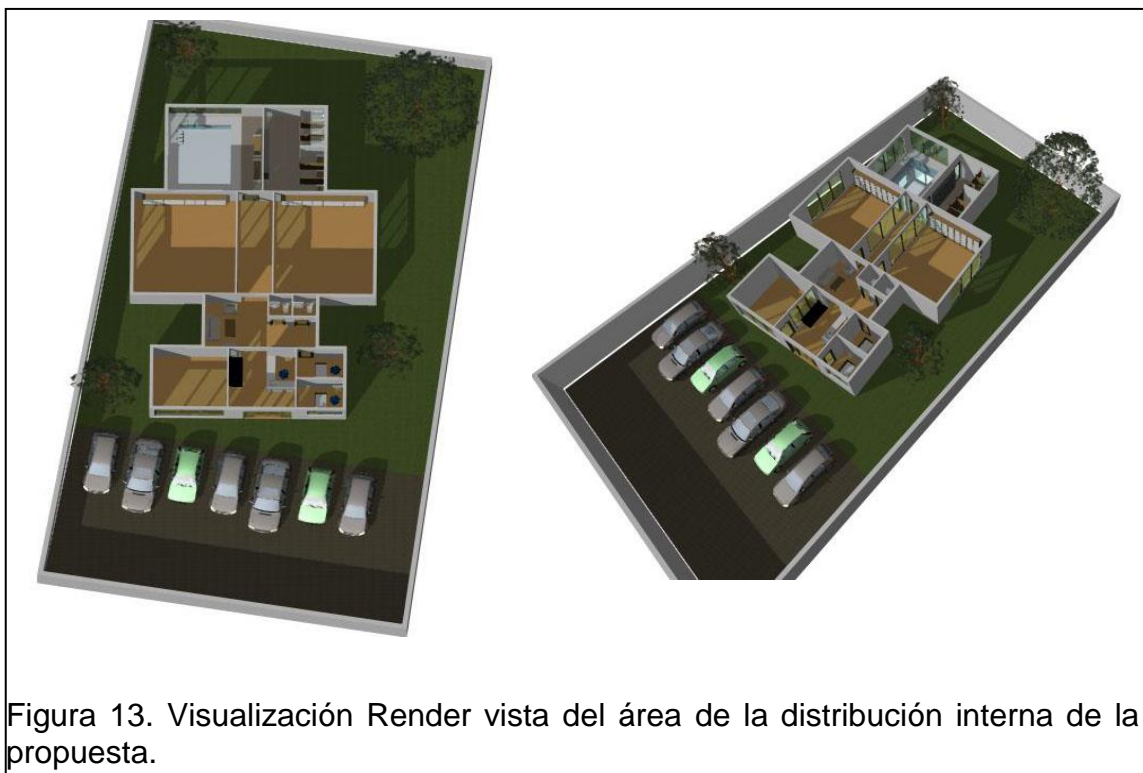 Figura 13. Visualización Render vista del área de la distribución interna de la
propuesta.